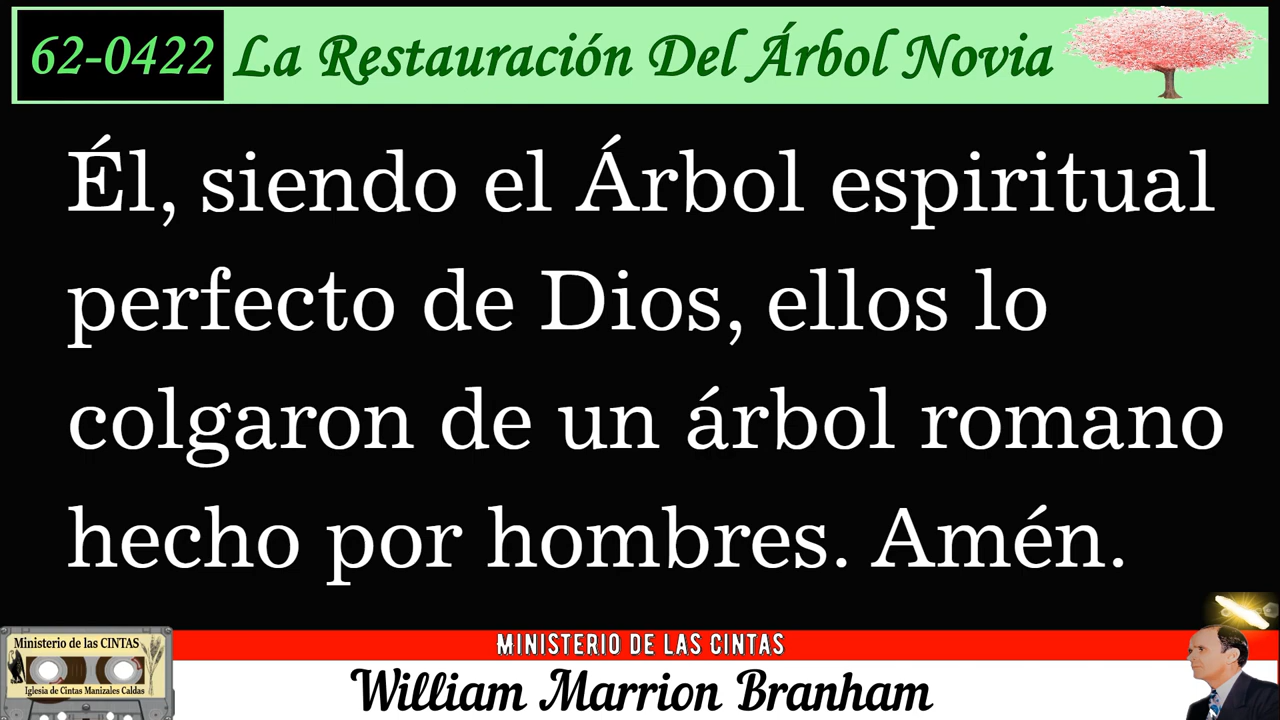 62-0422 La Restauración Del Árbol Novia
Él, siendo el Árbol espiritual
perfecto de Dios, ellos lo
colgaron de un árbol romano
hecho por hombres. Amén.
MINISTERIO DE LAS CINTAS
Ministerio de las CINTAS
Iglesia de Cintas Manizales Caldas
William Marrion Branham